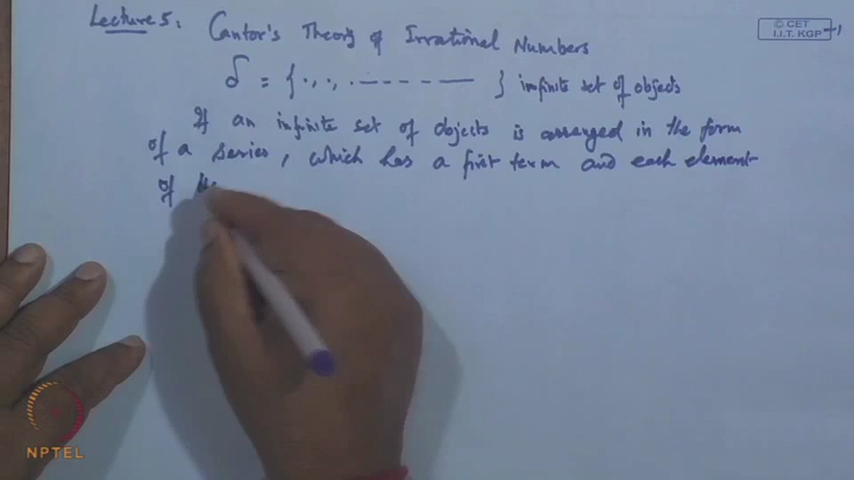 Lecture 5: Cantor's Theory of Irrational Numbers
© CET
I.I.T. KGP
δ = {., ., . ------- } infinite set of objects
If an infinite set of objects is arranged in the form
of a series, which has a first term and each element
of the
NPTEL